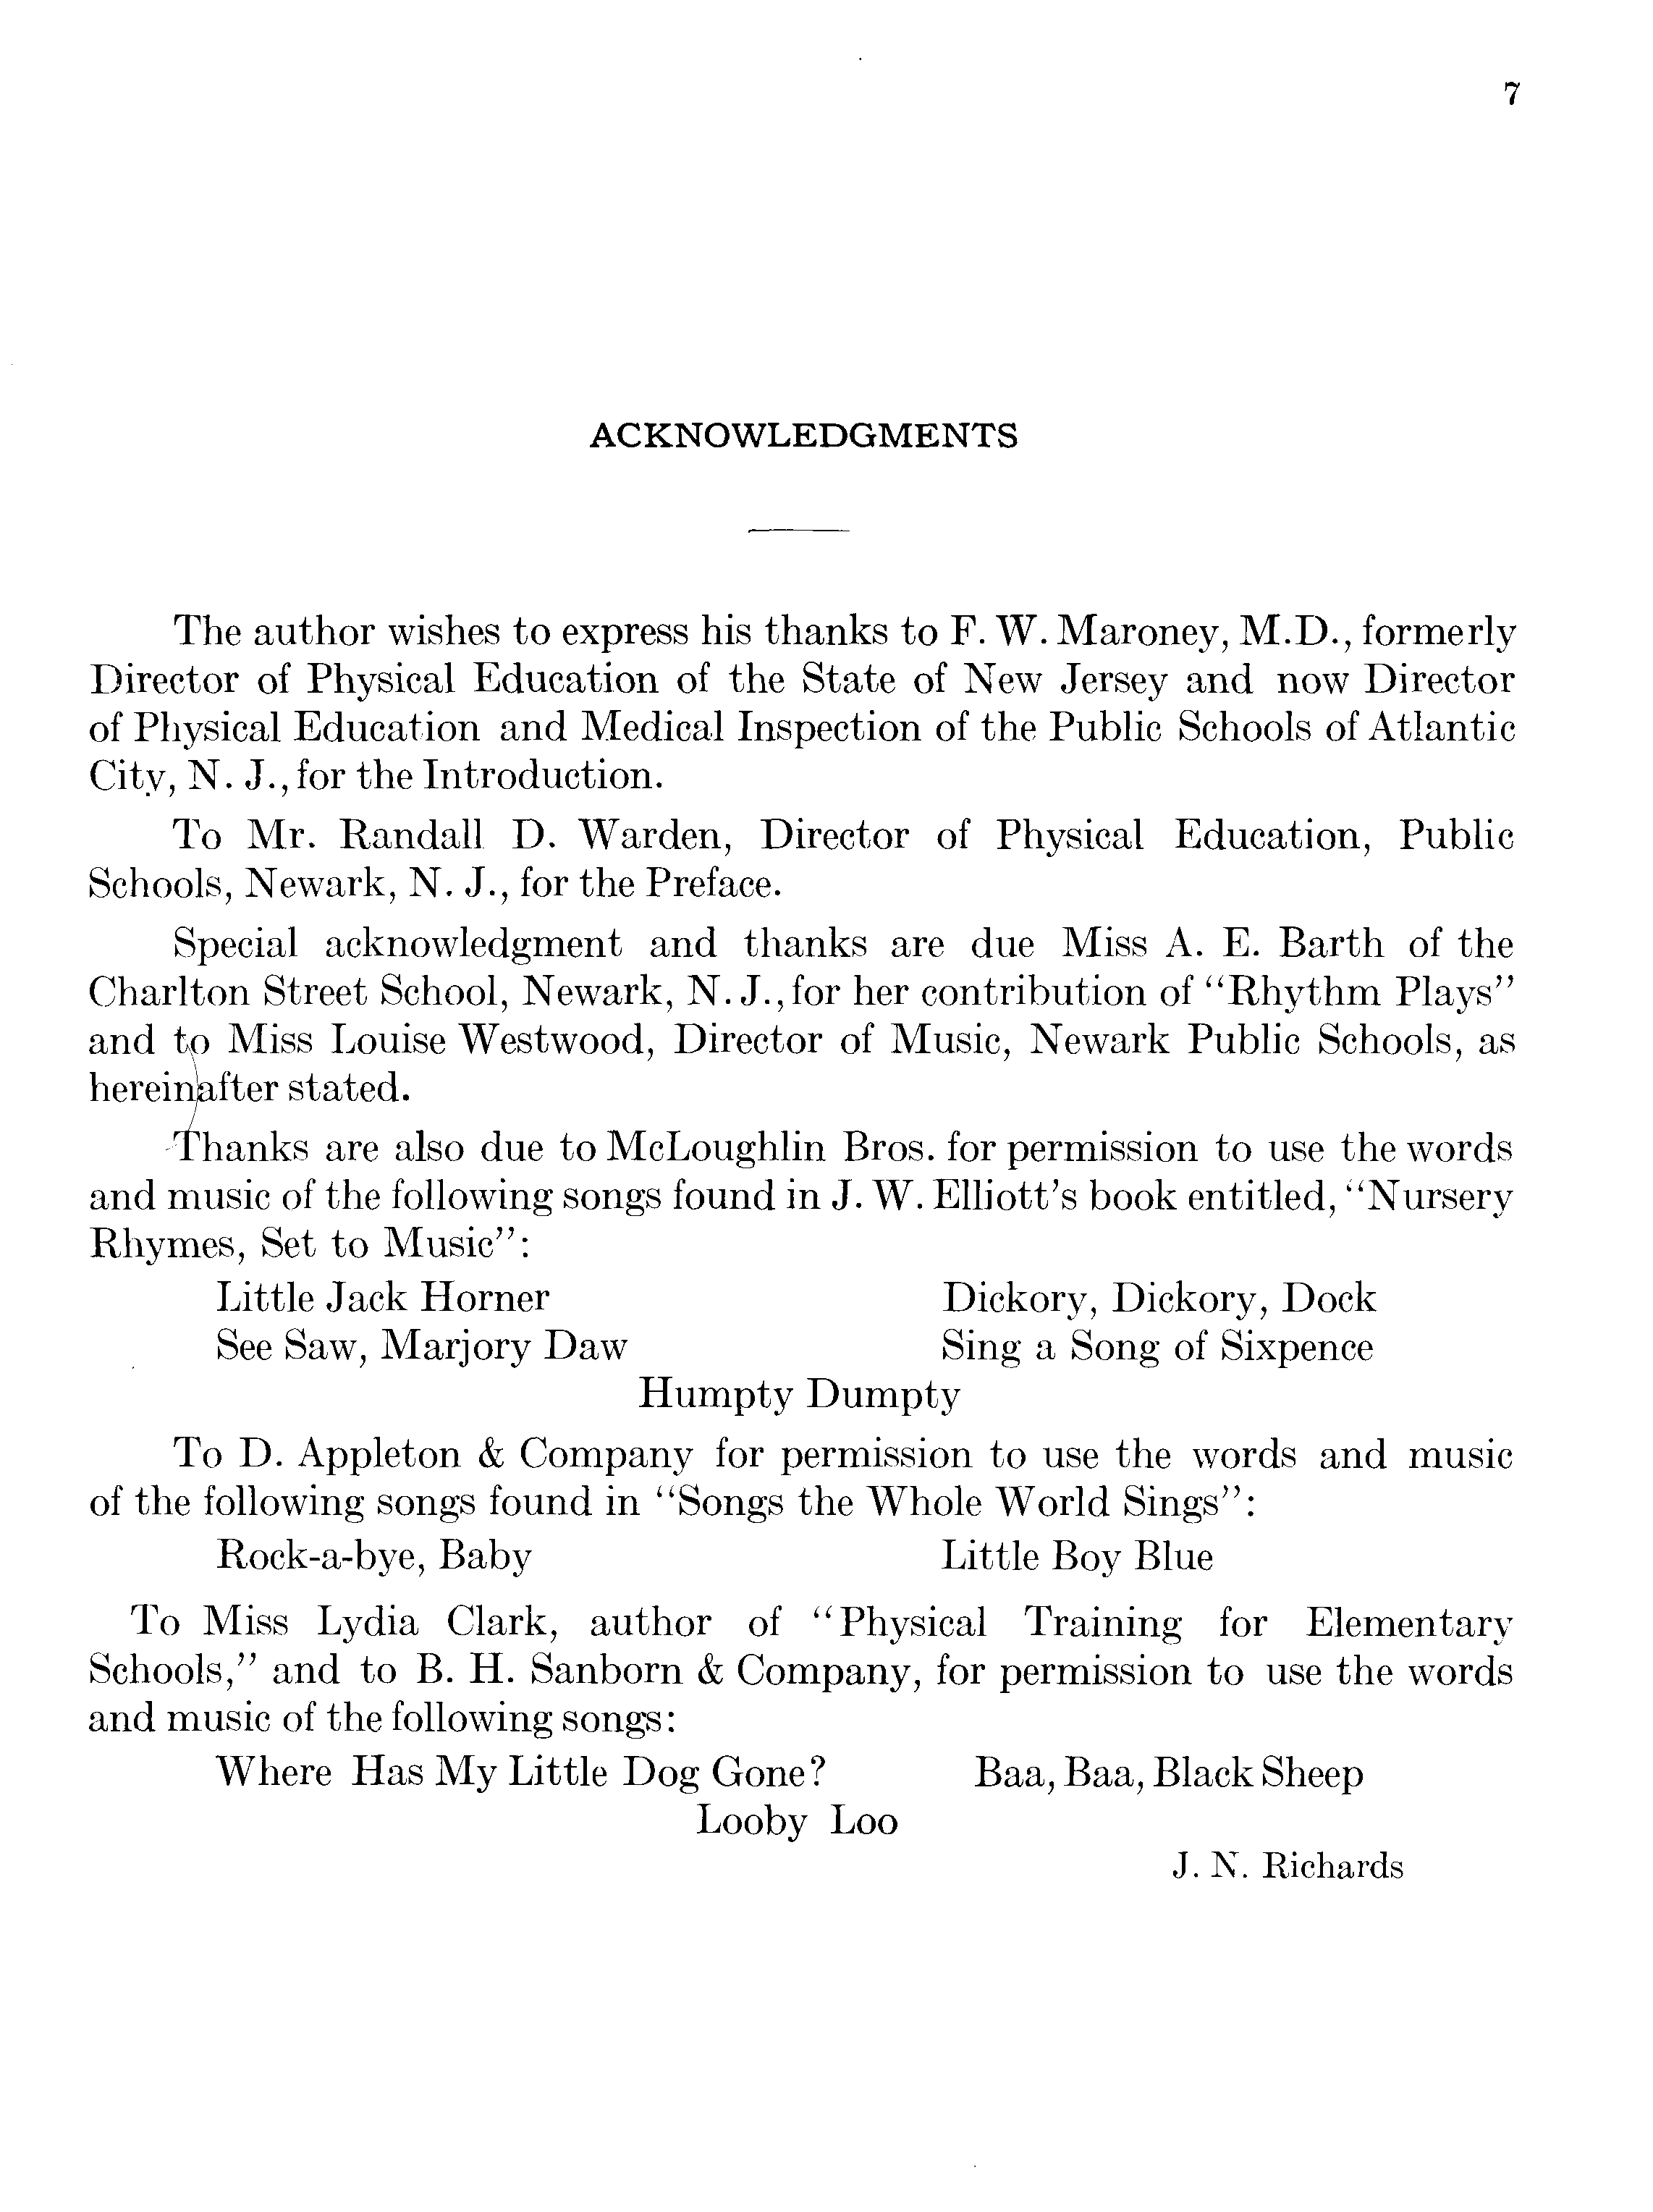 7
ACKNOWLEDGMENTS
The author wishes to express his thanks to F. W. Maroney, M.D., formerly
Director of Physical Education of the State of New Jersey and now Director
of Physical Education and Medical Inspection of the Public Schools of Atlantic
City, N. J., for the Introduction.
To Mr. Randall D. Warden, Director of Physical Education, Public
Schools, Newark, N. J., for the Preface.
Special acknowledgment and thanks are due Miss A. E. Barth of the
Charlton Street School, Newark, N. J., for her contribution of “Rhythm Plays”
and to Miss Louise Westwood, Director of Music, Newark Public Schools, as
hereinafter stated.
Thanks are also due to McLoughlin Bros. for permission to use the words
and music of the following songs found in J. W. Elliott’s book entitled, “Nursery
Rhymes, Set to Music”:
Little Jack Horner Dickory, Dickory, Dock
See Saw, Marjory Daw Sing a Song of Sixpence
Humpty Dumpty
To D. Appleton & Company for permission to use the words and music
of the following songs found in “Songs the Whole World Sings”:
Rock-a-bye, Baby Little Boy Blue
To Miss Lydia Clark, author of “Physical Training for Elementary
Schools,” and to B. H. Sanborn & Company, for permission to use the words
and music of the following songs:
Where Has My Little Dog Gone? Baa, Baa, Black Sheep
Looby Loo
J. N. Richards